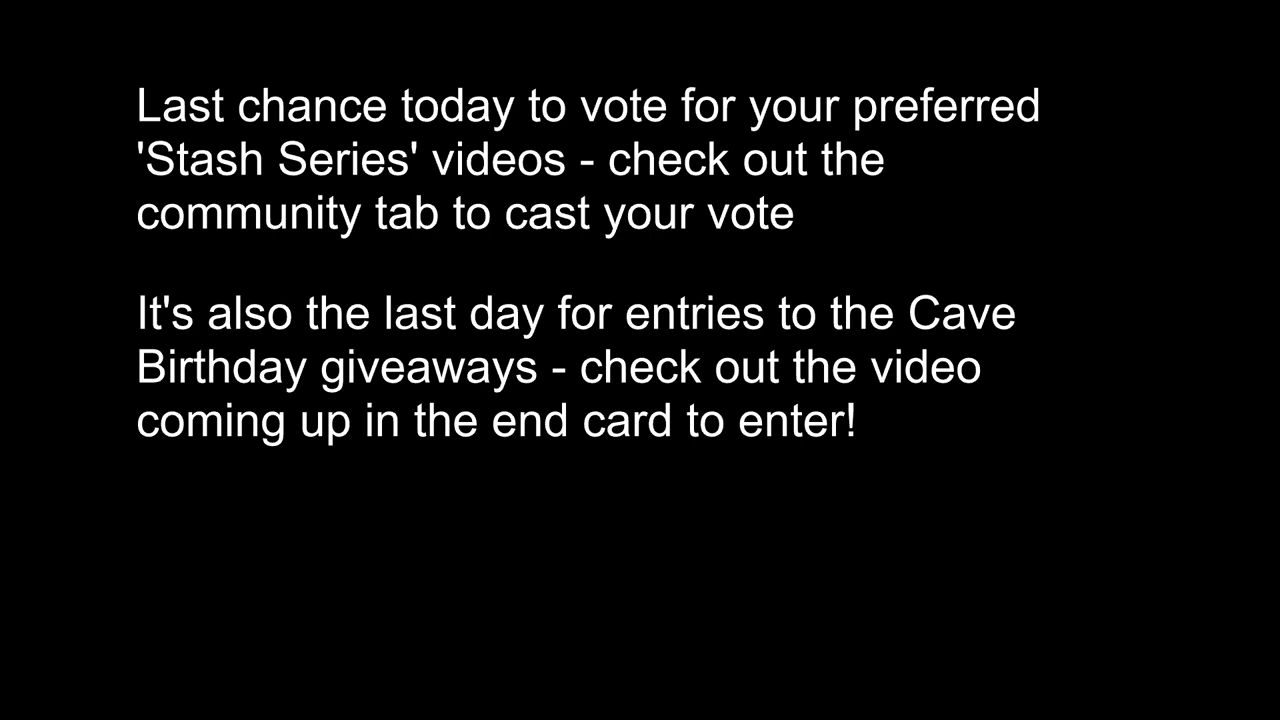 Last chance today to vote for your preferred
'Stash Series' videos - check out the
community tab to cast your vote
It's also the last day for entries to the Cave
Birthday giveaways - check out the video
coming up in the end card to enter!